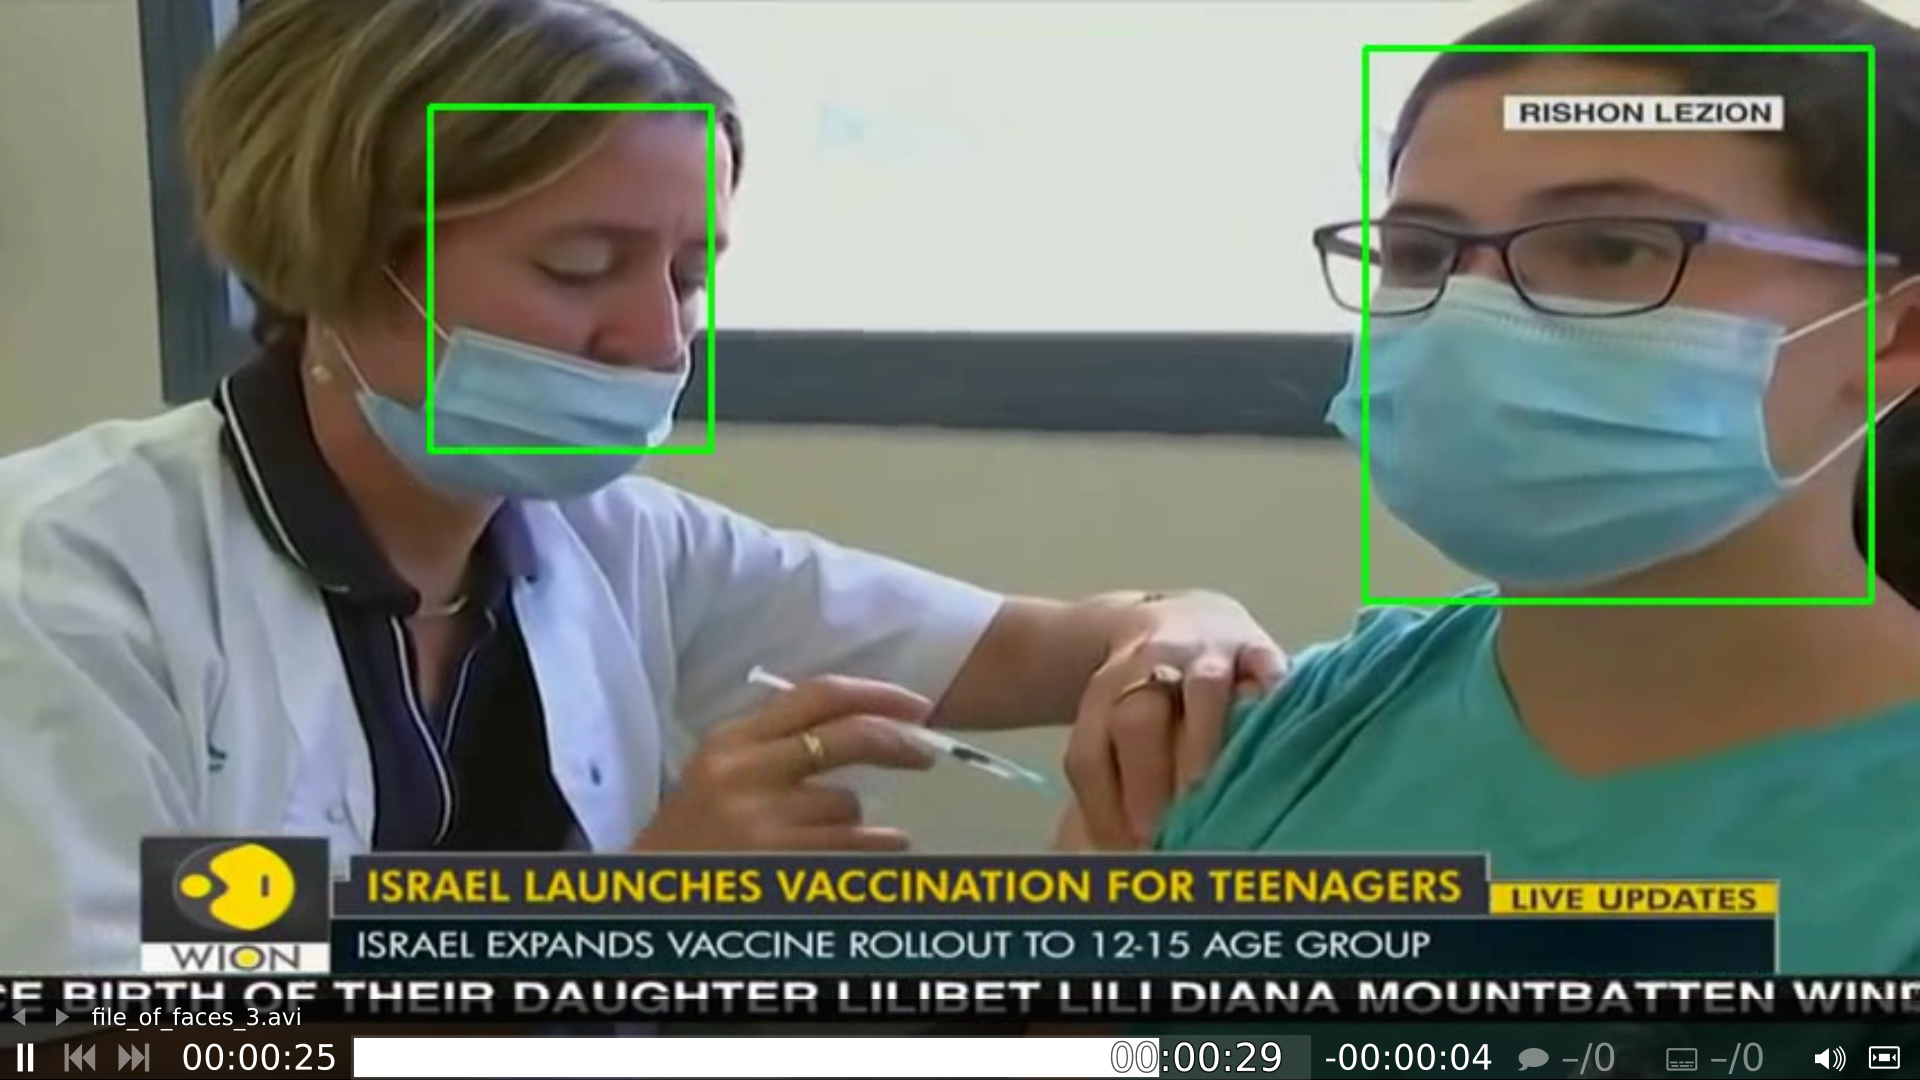 RISHON LEZION
ISRAEL LAUNCHES VACCINATION FOR TEENAGERS
LIVE UPDATES
WION
ISRAEL EXPANDS VACCINE ROLLOUT TO 12-15 AGE GROUP
BIRTH OF THEIR DAUGHTER LILIBET LILI DIANA MOUNTBATTEN
file_of_faces_3.avi
00:00:25
00:00:29
-00:00:04
–/0
–/0